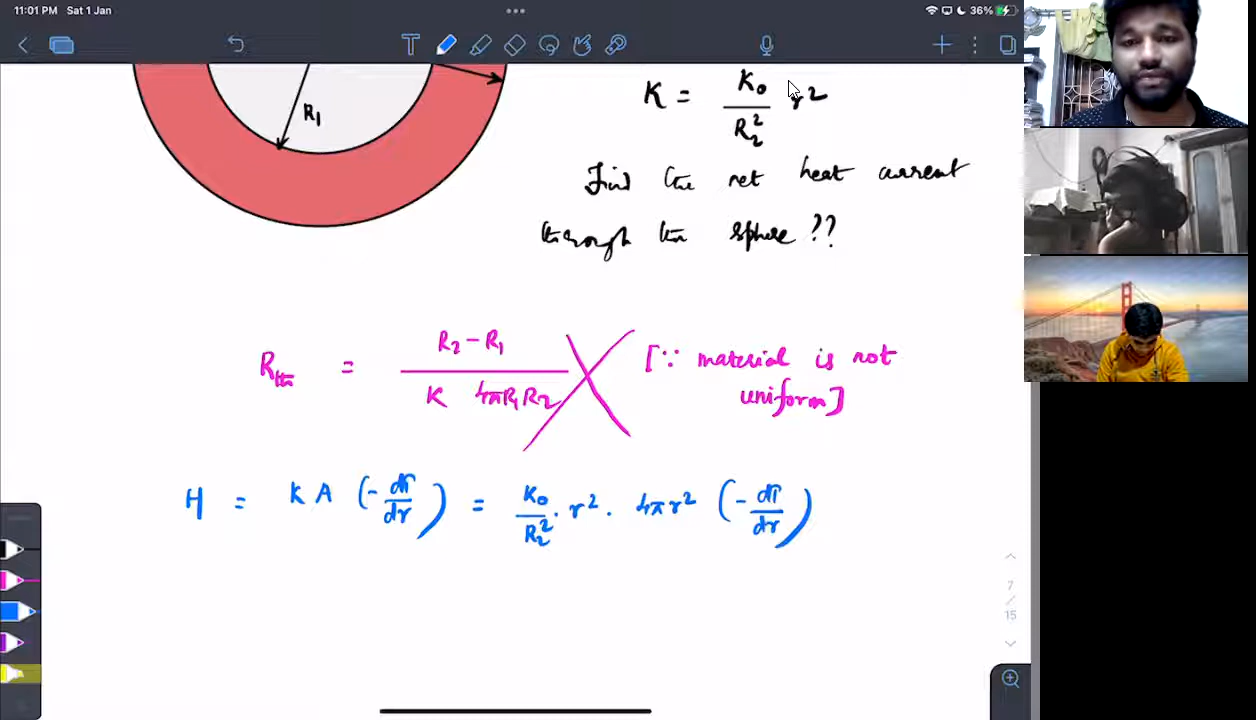 11:01 PM Sat 1 Jan
36%
R₁
K = K₀/R₂² r²
Find the net heat current
through the sphere ??
Rₜₕ = (R₂ − R₁)/(K 4πR₁R₂) [∵ material is not
uniform]
H = KA (−dT/dr) = K₀/R₂² · r² · 4πr² (−dT/dr)
7
/
15